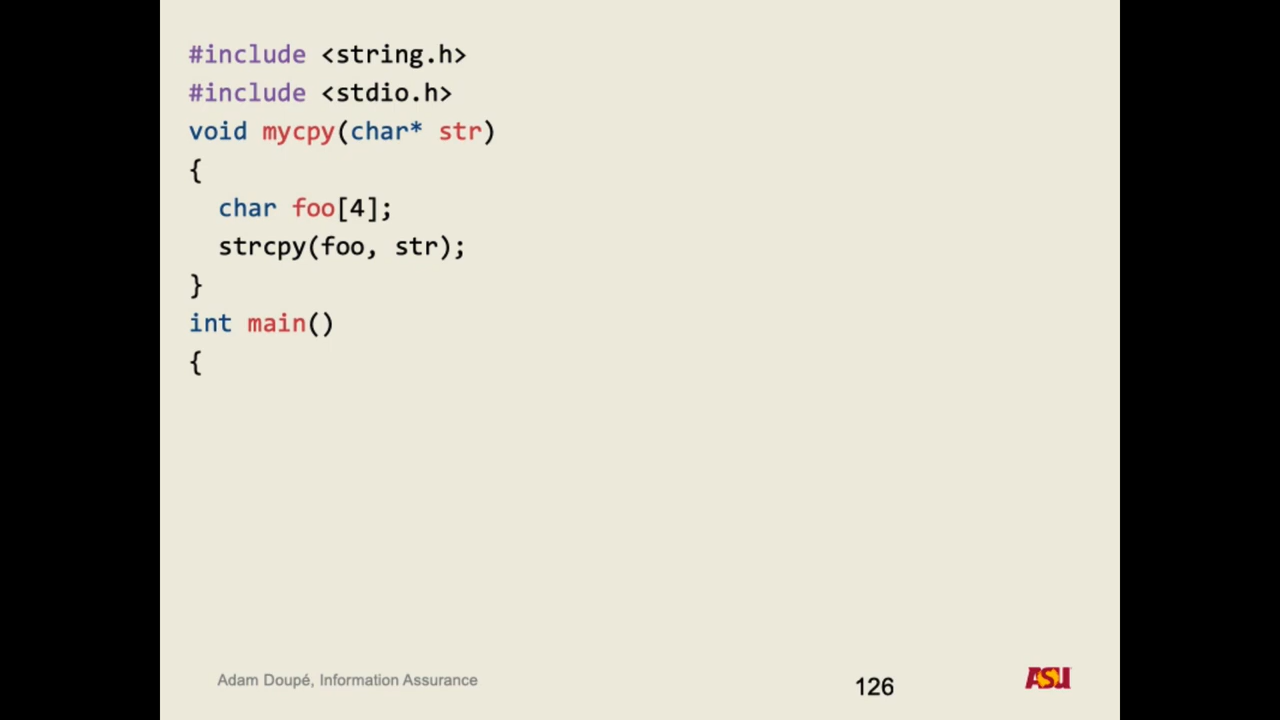 #include <string.h>
#include <stdio.h>
void mycpy(char* str)
{
  char foo[4];
  strcpy(foo, str);
}
int main()
{
Adam Doupé, Information Assurance
126
ASU